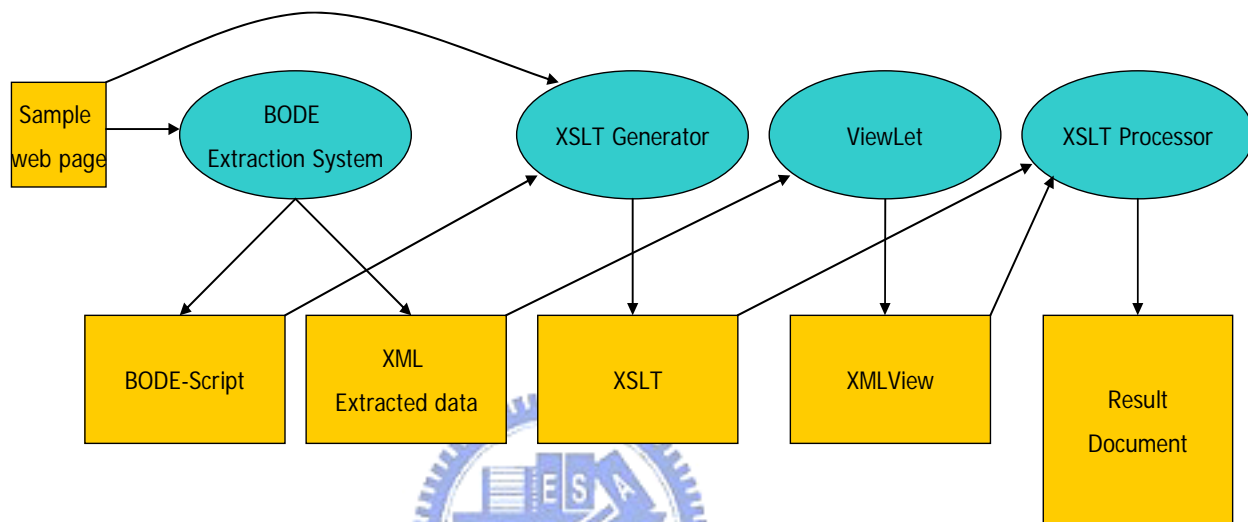 Sample
web page
BODE
Extraction System
XSLT Generator
ViewLet
XSLT Processor
BODE-Script
XML
Extracted data
XSLT
XMLView
Result
Document
E S A